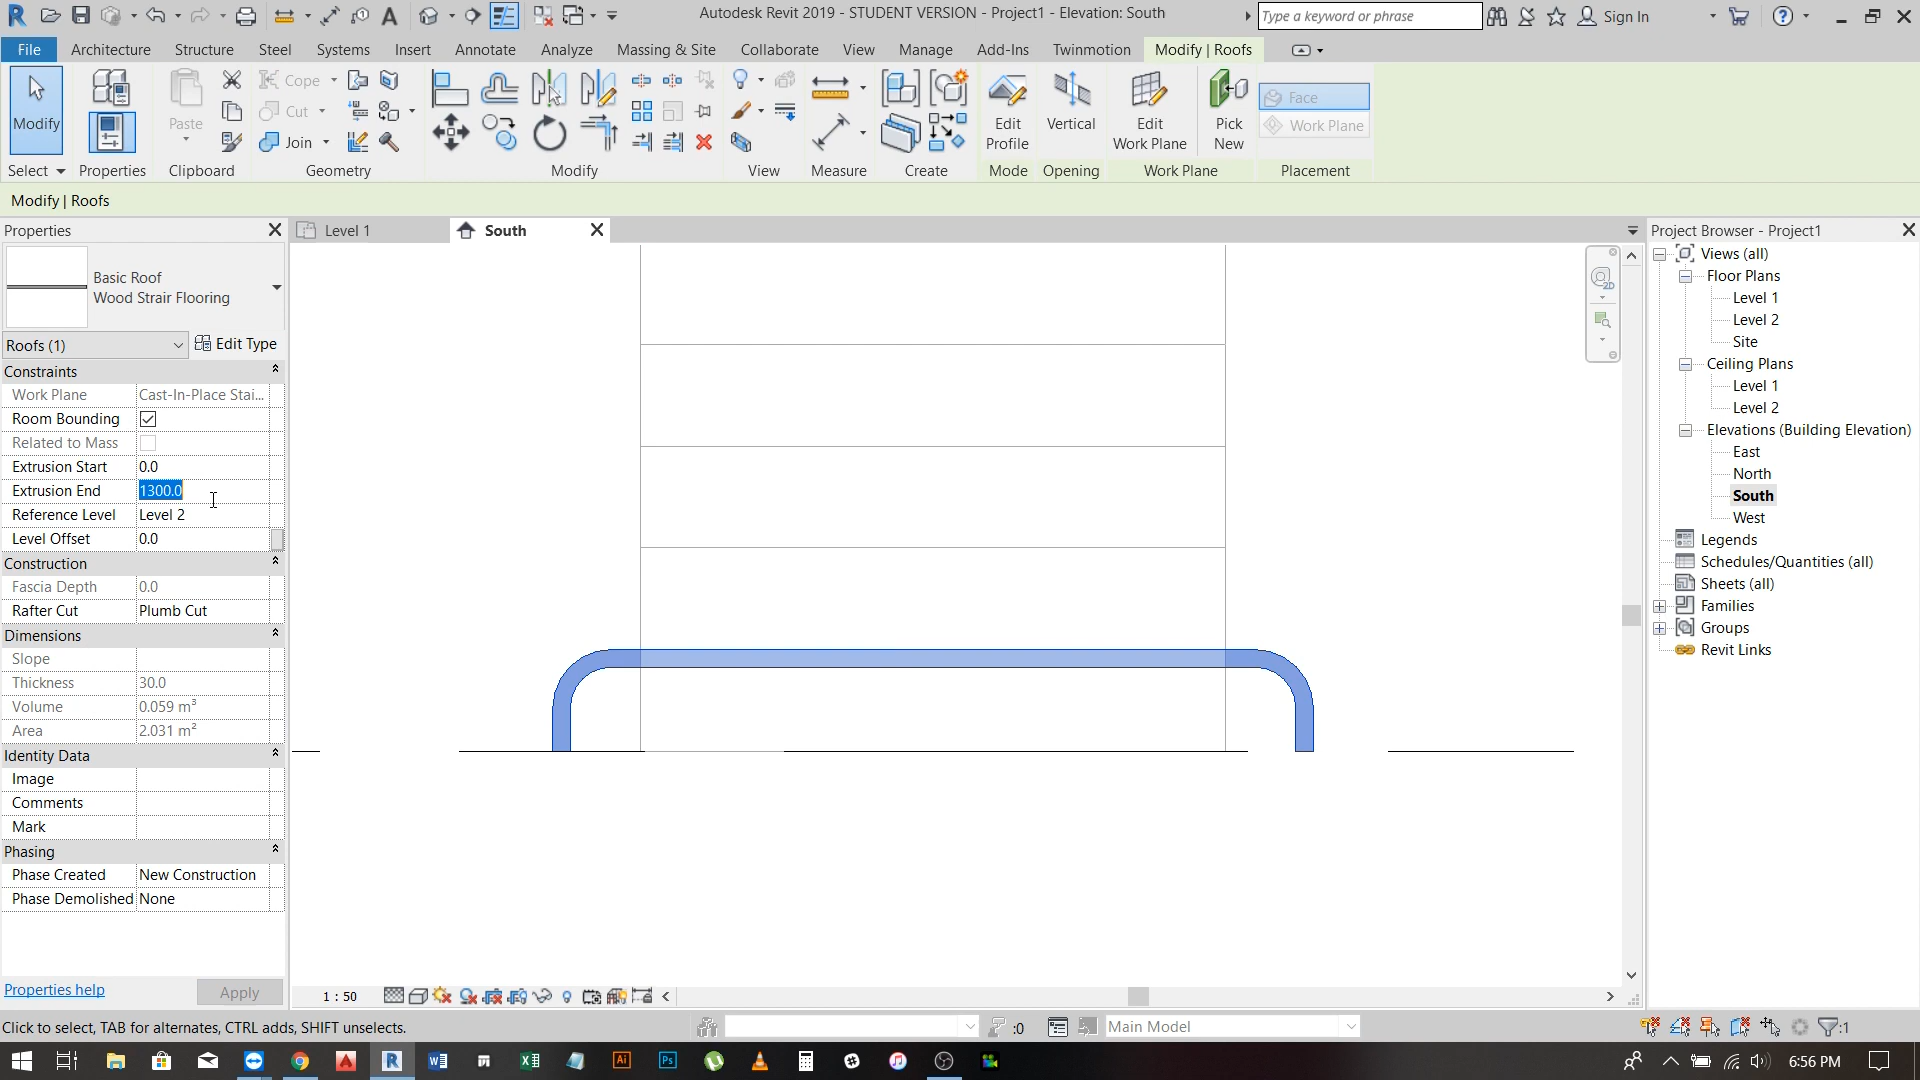 Autodesk Revit 2019 - STUDENT VERSION - Project1 - Elevation: South
Type a keyword or phrase
Sign In
File Architecture Structure Steel Systems Insert Annotate Analyze Massing & Site Collaborate View Manage Add-Ins Twinmotion Modify | Roofs
Modify
Paste
Cope
Cut
Join
Edit Profile
Vertical
Edit Work Plane
Pick New
Face
Work Plane
Select Properties Clipboard Geometry Modify View Measure Create Mode Opening Work Plane Placement
Modify | Roofs
Properties
Level 1
South
Project Browser - Project1
Basic Roof
Wood Strair Flooring
Roofs (1)
Edit Type
Constraints
Work Plane Cast-In-Place Stai...
Room Bounding
Related to Mass
Extrusion Start 0.0
Extrusion End 1300.0
Reference Level Level 2
Level Offset 0.0
Construction
Fascia Depth 0.0
Rafter Cut Plumb Cut
Dimensions
Slope
Thickness 30.0
Volume 0.059 m³
Area 2.031 m²
Identity Data
Image
Comments
Mark
Phasing
Phase Created New Construction
Phase Demolished None
Properties help
Apply
Views (all)
Floor Plans
Level 1
Level 2
Site
Ceiling Plans
Level 1
Level 2
Elevations (Building Elevation)
East
North
South
West
Legends
Schedules/Quantities (all)
Sheets (all)
Families
Groups
Revit Links
2D
1 : 50
Click to select, TAB for alternates, CTRL adds, SHIFT unselects.
:0
Main Model
:1
6:56 PM